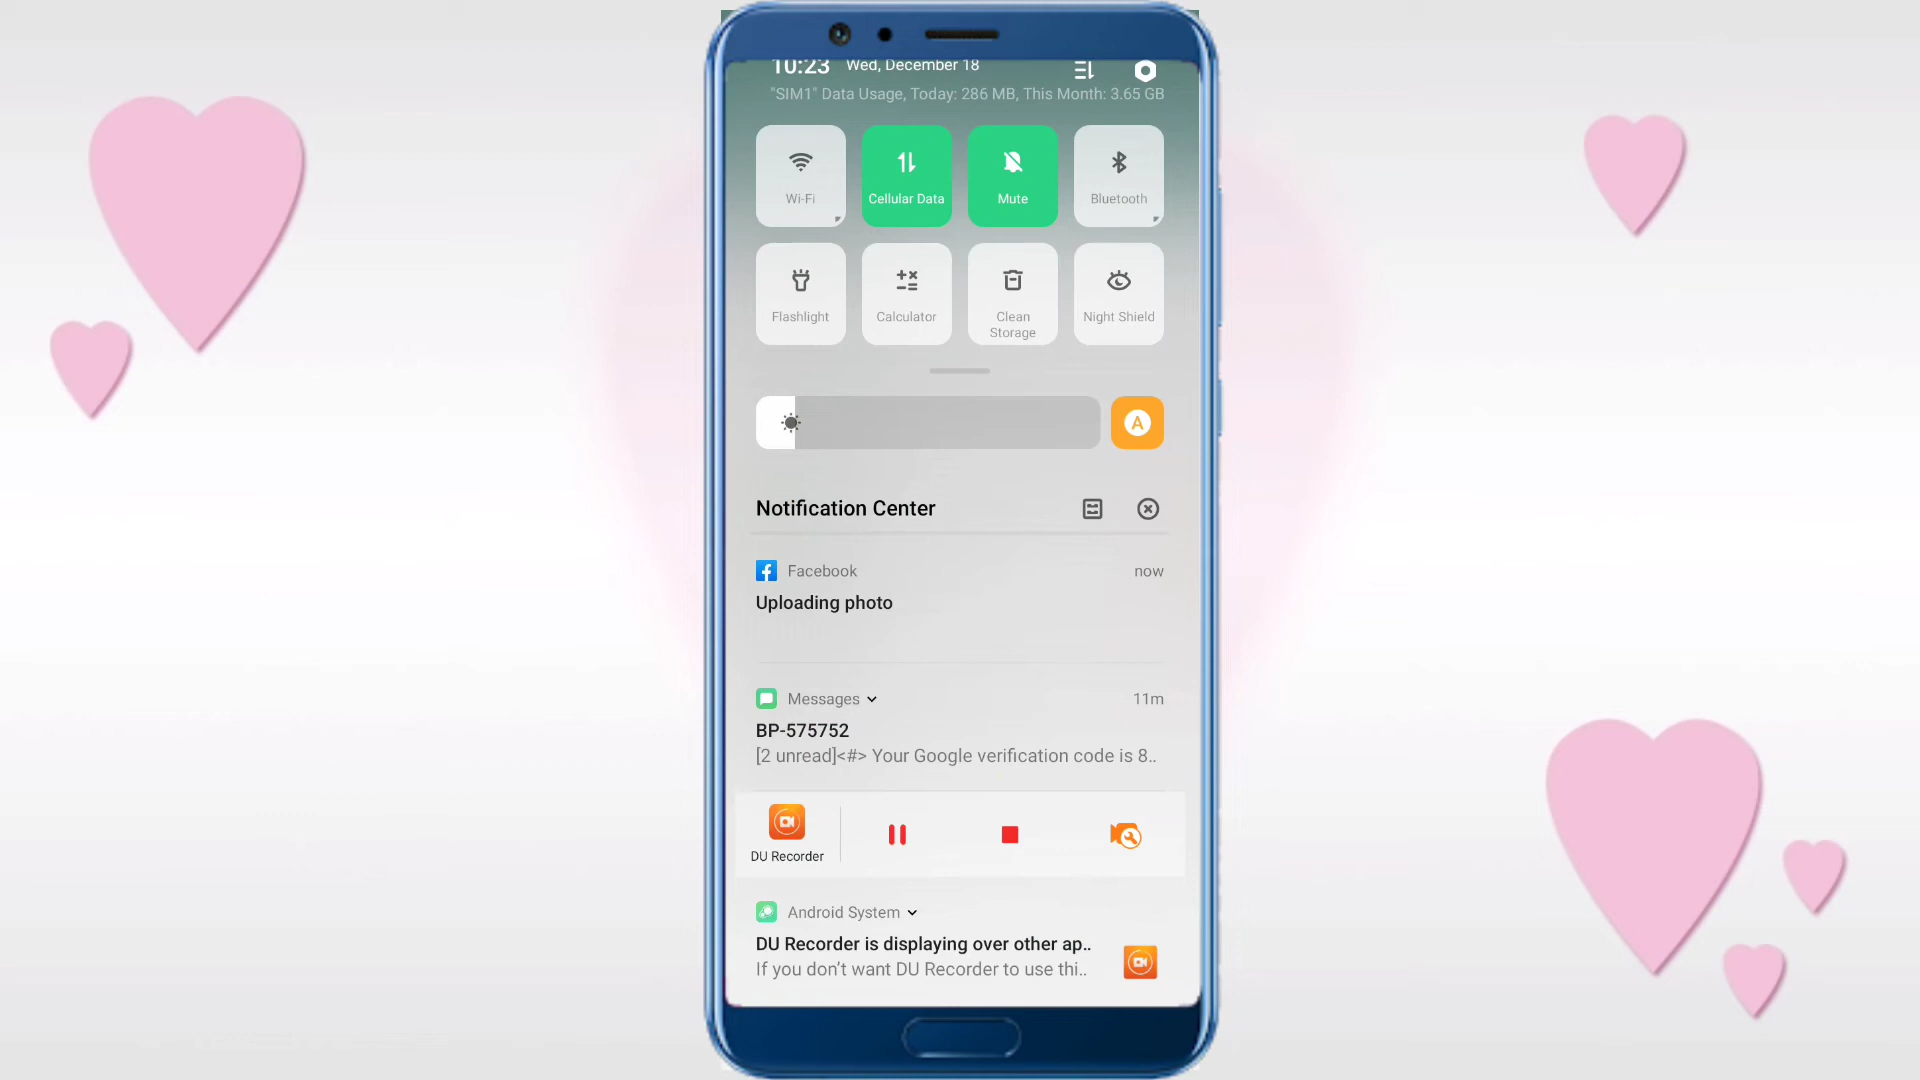 10:23 Wed, December 18
"SIM1" Data Usage, Today: 286 MB, This Month: 3.65 GB
Wi-Fi
Cellular Data
Mute
Bluetooth
Flashlight
Calculator
Clean
Storage
Night Shield
A
Notification Center
Facebook
now
Uploading photo
Messages
11m
BP-575752
[2 unread]<#> Your Google verification code is 8..
DU Recorder
Android System
DU Recorder is displaying over other ap..
If you don’t want DU Recorder to use thi..